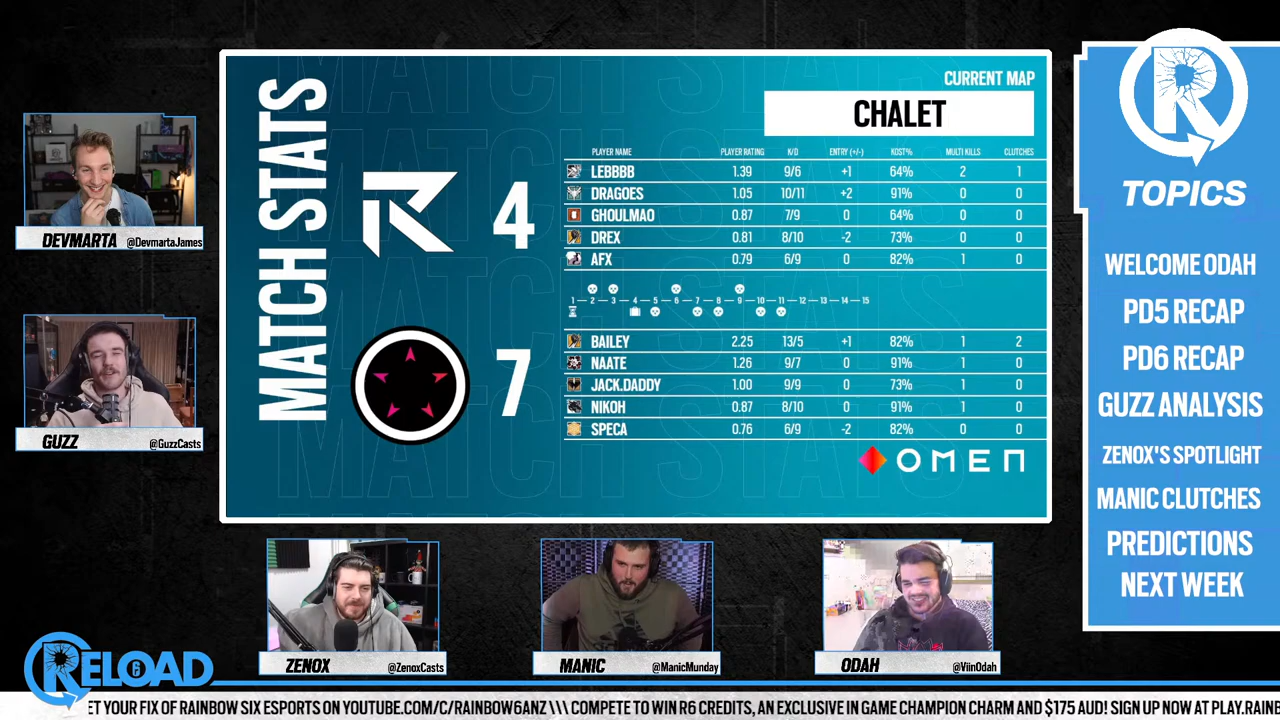 MATCH STATS
CURRENT MAP
CHALET
4
7
PLAYER NAME PLAYER RATING K/D ENTRY (+/-) KOST% MULTI KILLS CLUTCHES
LEBBBB 1.39 9/6 +1 64% 2 1
DRAGOES 1.05 10/11 +2 91% 0 0
GHOULMAO 0.87 7/9 0 64% 0 0
DREX 0.81 8/10 -2 73% 0 0
AFX 0.79 6/9 0 82% 1 0
1 2 3 4 5 6 7 8 9 10 11 12 13 14 15
BAILEY 2.25 13/5 +1 82% 1 2
NAATE 1.26 9/7 0 91% 1 0
JACK.DADDY 1.00 9/9 0 73% 1 0
NIKOH 0.87 8/10 0 91% 1 0
SPECA 0.76 6/9 -2 82% 0 0
OMEN
DEVMARTA @DevmartaJames
GUZZ @GuzzCasts
ZENOX @ZenoxCasts
MANIC @ManicMunday
ODAH @ViinOdah
TOPICS
WELCOME ODAH
PD5 RECAP
PD6 RECAP
GUZZ ANALYSIS
ZENOX'S SPOTLIGHT
MANIC CLUTCHES
PREDICTIONS
NEXT WEEK
RELOAD 6
ET YOUR FIX OF RAINBOW SIX ESPORTS ON YOUTUBE.COM/C/RAINBOW6ANZ \\\ COMPETE TO WIN R6 CREDITS, AN EXCLUSIVE IN GAME CHAMPION CHARM AND $175 AUD! SIGN UP NOW AT PLAY.RAINB